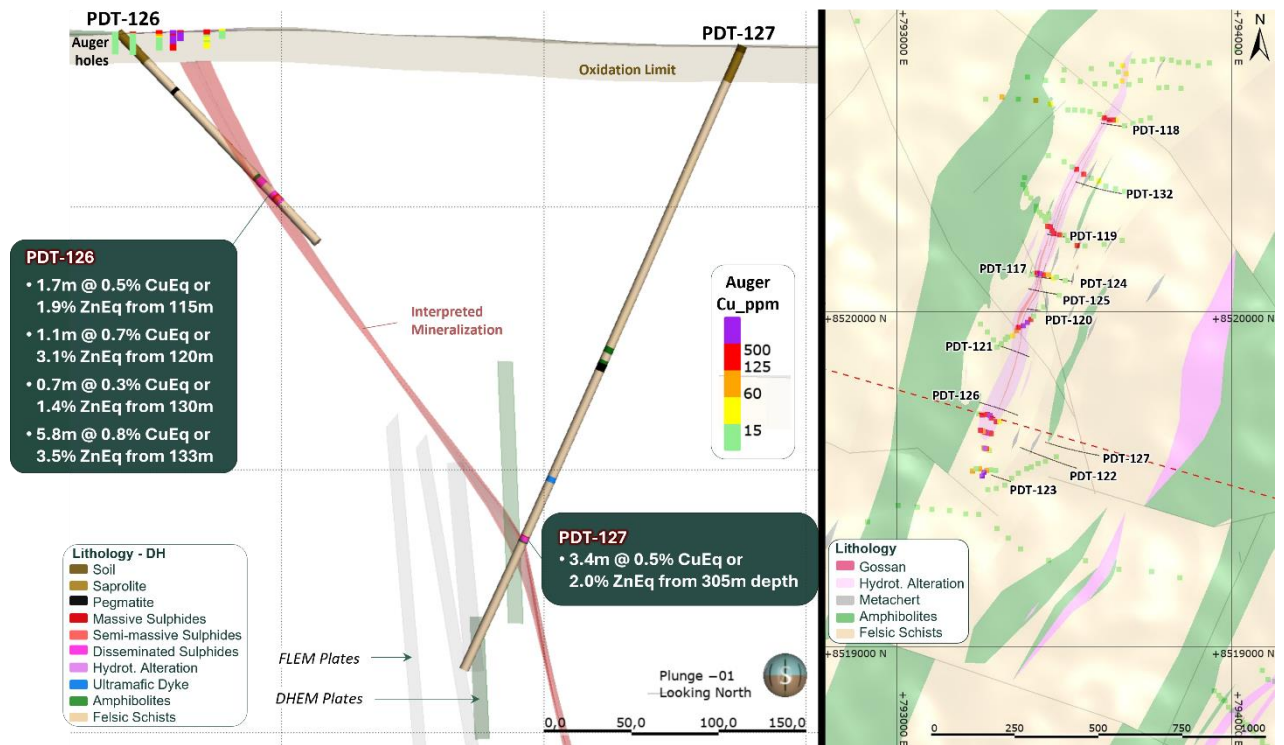 PDT-126
Auger
holes
PDT-127
Oxidation Limit
PDT-126
• 1.7m @ 0.5% CuEq or
1.9% ZnEq from 115m
• 1.1m @ 0.7% CuEq or
3.1% ZnEq from 120m
• 0.7m @ 0.3% CuEq or
1.4% ZnEq from 130m
• 5.8m @ 0.8% CuEq or
3.5% ZnEq from 133m
Interpreted
Mineralization
Auger
Cu_ppm
500
125
60
15
PDT-127
• 3.4m @ 0.5% CuEq or
2.0% ZnEq from 305m depth
Lithology - DH
Soil
Saprolite
Pegmatite
Massive Sulphides
Semi-massive Sulphides
Disseminated Sulphides
Hydrot. Alteration
Ultramafic Dyke
Amphibolites
Felsic Schists
FLEM Plates
DHEM Plates
Plunge −01
Looking North
S
0,0 50,0 100,0 150,0
+793000 E
+794000 E
N
PDT-118
PDT-132
PDT-119
PDT-117
PDT-124
PDT-125
+8520000 N
+8520000 N
PDT-120
PDT-121
PDT-126
PDT-127
PDT-122
PDT-123
Lithology
Gossan
Hydrot. Alteration
Metachert
Amphibolites
Felsic Schists
+8519000 N
+8519000 N
+793000 E
+794000 E
0 250 500 750 1000